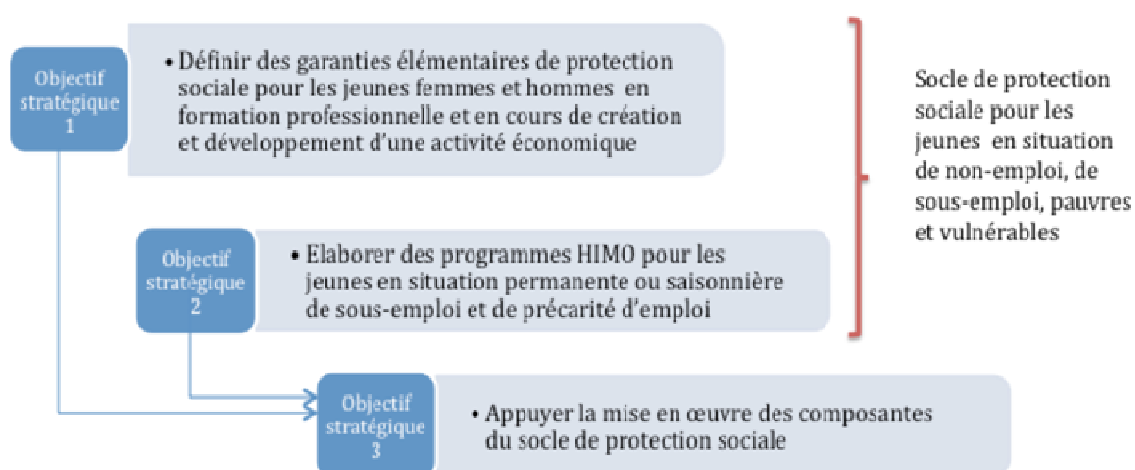 Objectif
stratégique
1
• Définir des garanties élémentaires de protection
sociale pour les jeunes femmes et hommes en
formation professionnelle et en cours de création
et développement d'une activité économique
Objectif
stratégique
2
• Elaborer des programmes HIMO pour les
jeunes en situation permanente ou saisonnière
de sous-emploi et de précarité d'emploi
Objectif
stratégique
3
• Appuyer la mise en œuvre des composantes
du socle de protection sociale
Socle de protection
sociale pour les
jeunes en situation
de non-emploi, de
sous-emploi, pauvres
et vulnérables